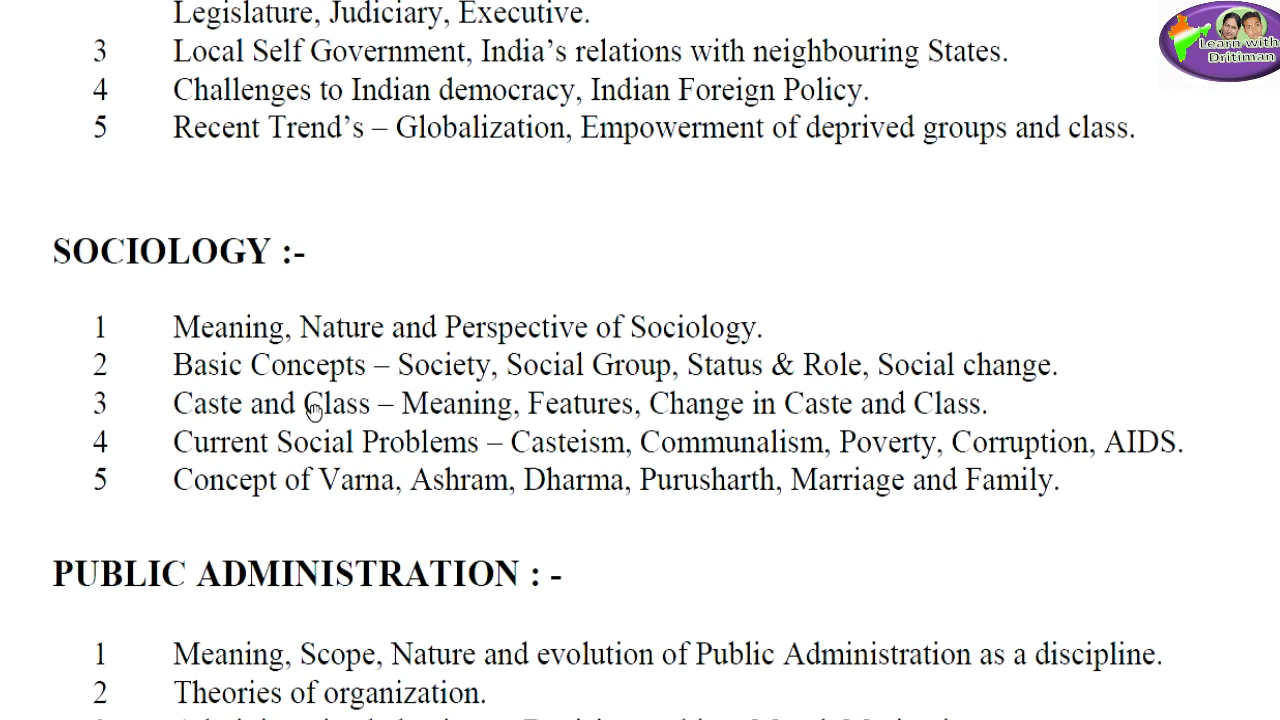 Legislature, Judiciary, Executive.
3 Local Self Government, India’s relations with neighbouring States.
4 Challenges to Indian democracy, Indian Foreign Policy.
5 Recent Trend’s – Globalization, Empowerment of deprived groups and class.
Learn with
Dritiman
SOCIOLOGY :-
1 Meaning, Nature and Perspective of Sociology.
2 Basic Concepts – Society, Social Group, Status & Role, Social change.
3 Caste and Class – Meaning, Features, Change in Caste and Class.
4 Current Social Problems – Casteism, Communalism, Poverty, Corruption, AIDS.
5 Concept of Varna, Ashram, Dharma, Purusharth, Marriage and Family.
PUBLIC ADMINISTRATION : -
1 Meaning, Scope, Nature and evolution of Public Administration as a discipline.
2 Theories of organization.